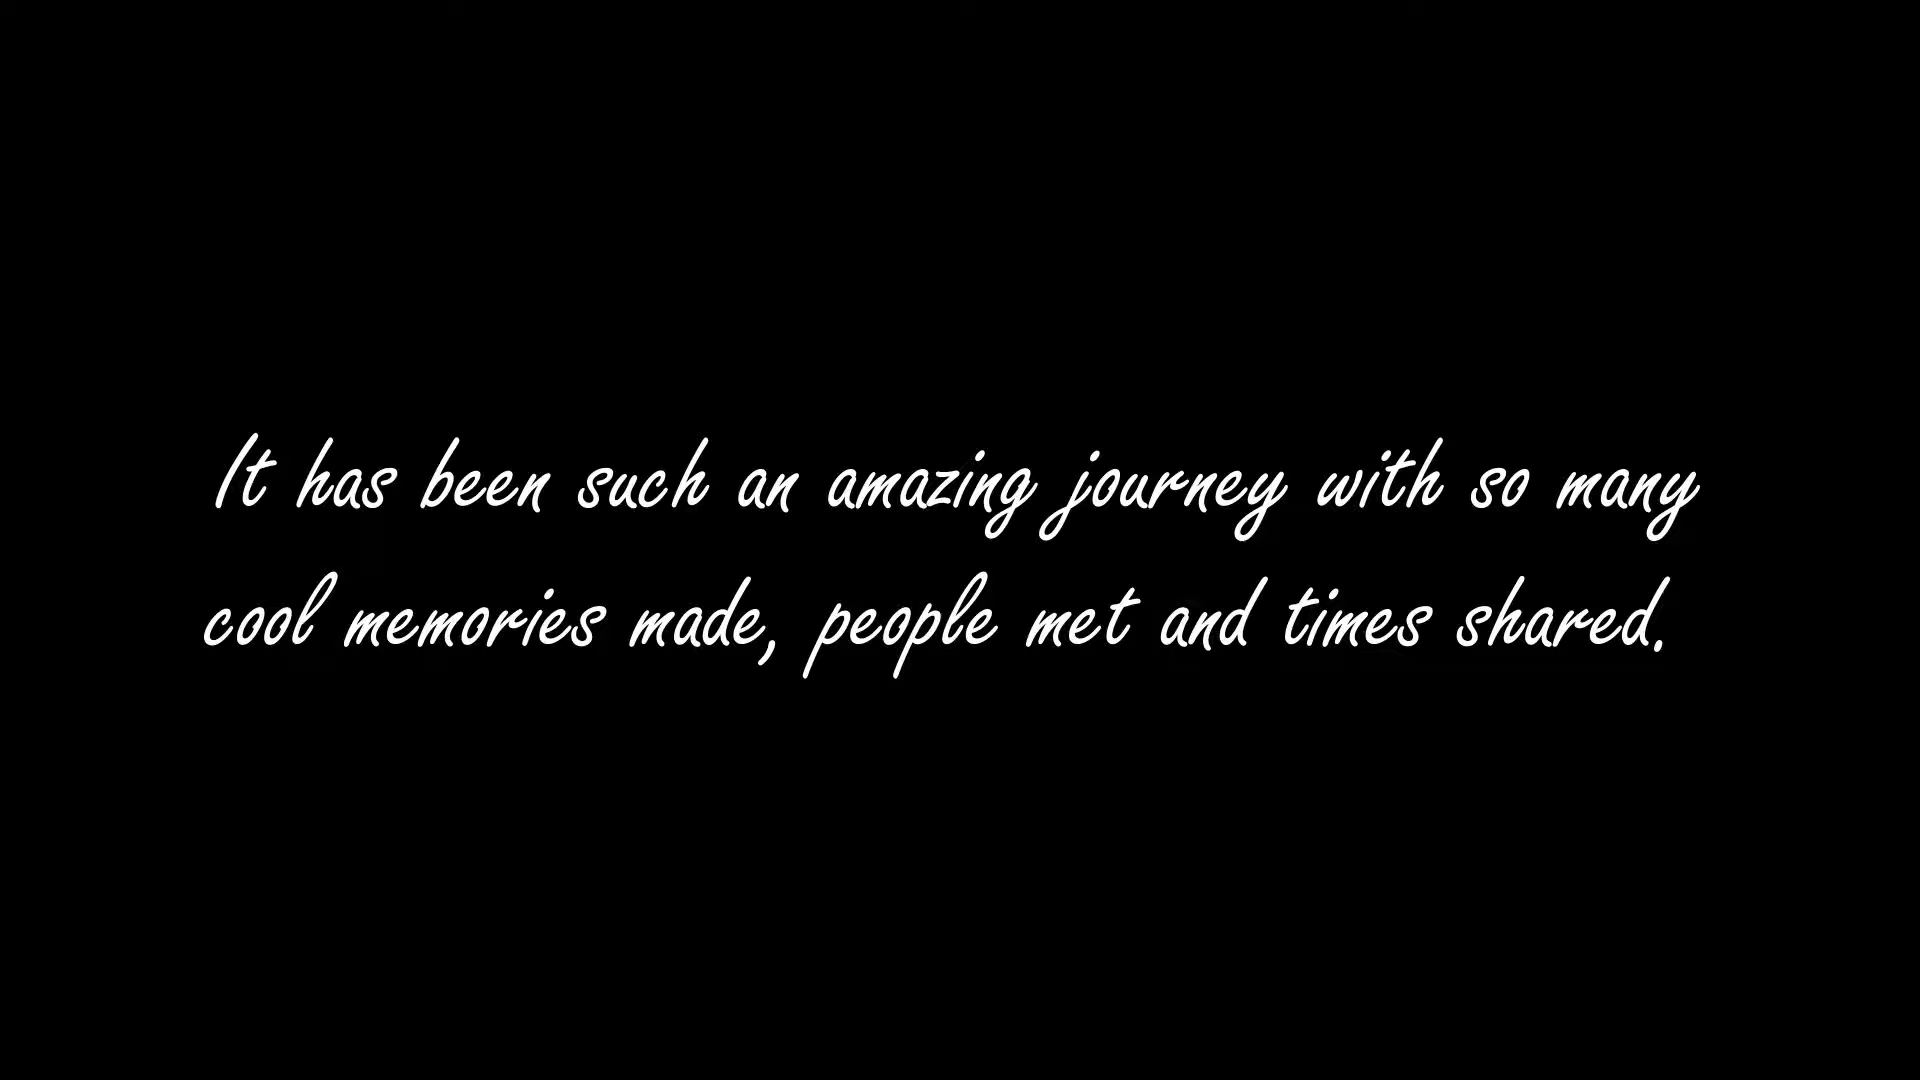 It has been such an amazing journey with so many
cool memories made, people met and times shared.